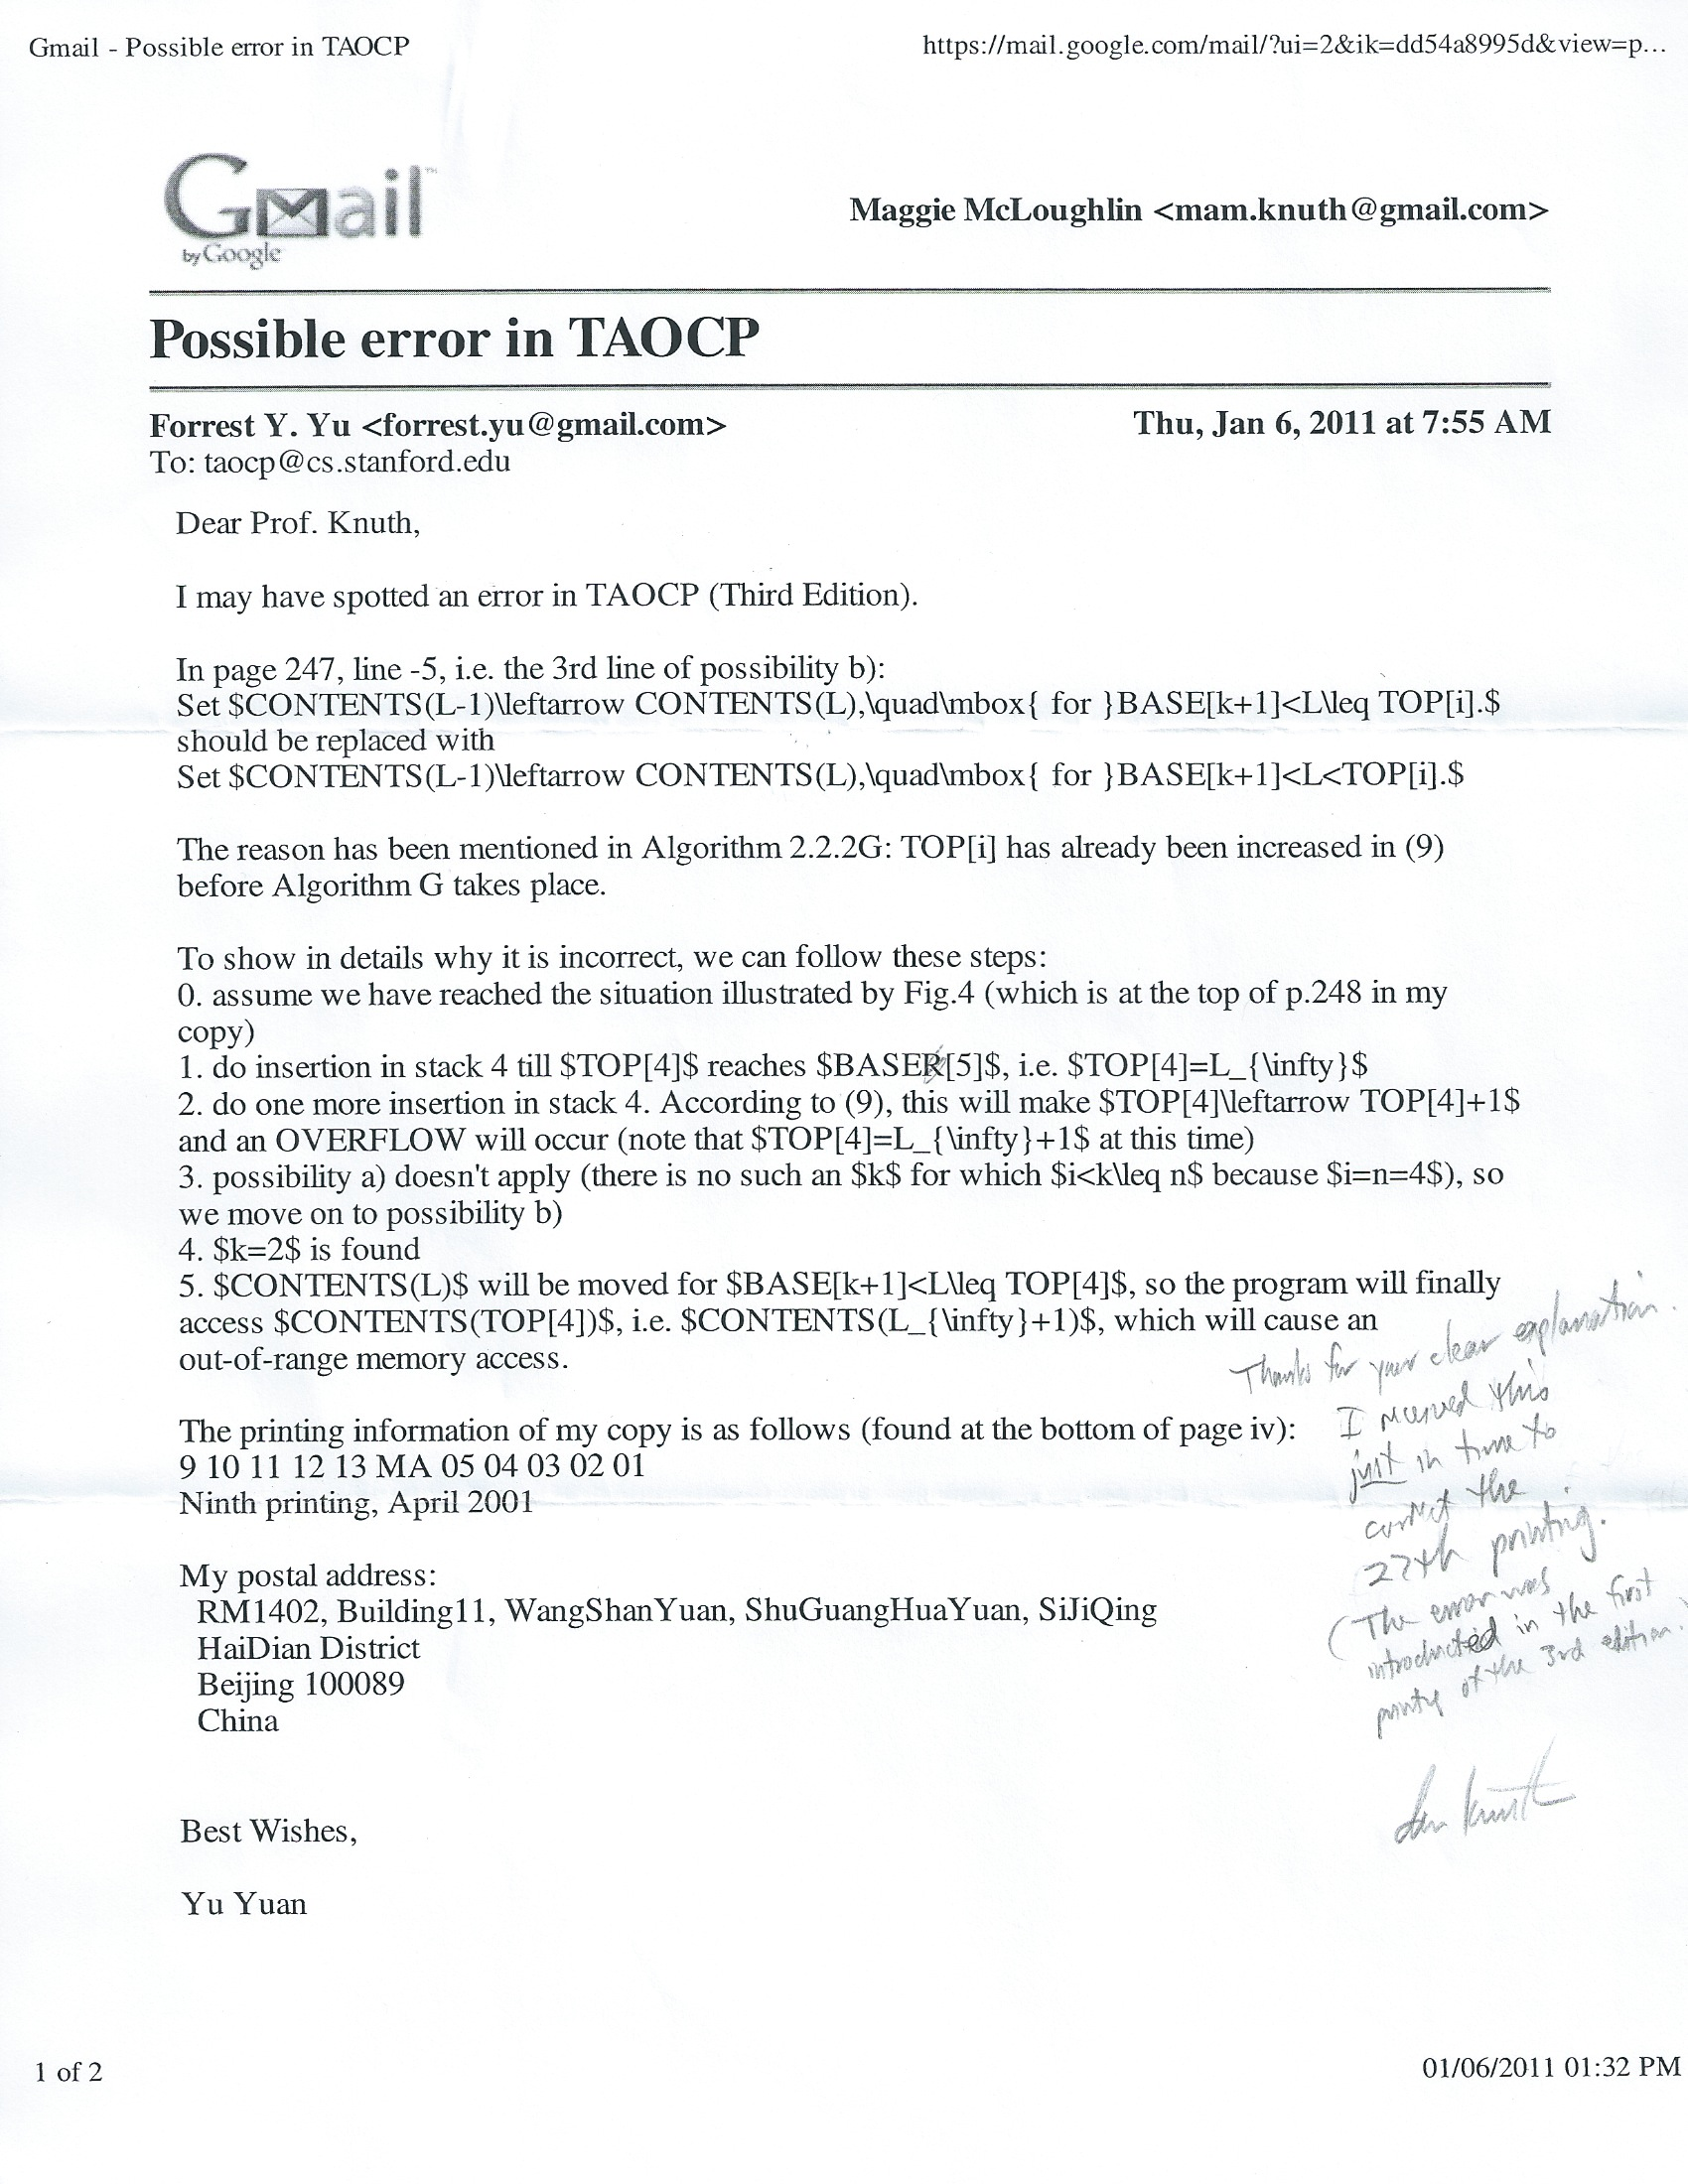 Gmail - Possible error in TAOCP
https://mail.google.com/mail/?ui=2&ik=dd54a8995d&view=p...
Gmail™
by Google
Maggie McLoughlin <mam.knuth@gmail.com>
Possible error in TAOCP
Forrest Y. Yu <forrest.yu@gmail.com>
Thu, Jan 6, 2011 at 7:55 AM
To: taocp@cs.stanford.edu
Dear Prof. Knuth,
I may have spotted an error in TAOCP (Third Edition).
In page 247, line -5, i.e. the 3rd line of possibility b):
Set $CONTENTS(L-1)\leftarrow CONTENTS(L),\quad\mbox{ for }BASE[k+1]<L\leq TOP[i].$
should be replaced with
Set $CONTENTS(L-1)\leftarrow CONTENTS(L),\quad\mbox{ for }BASE[k+1]<L<TOP[i].$
The reason has been mentioned in Algorithm 2.2.2G: TOP[i] has already been increased in (9)
before Algorithm G takes place.
To show in details why it is incorrect, we can follow these steps:
0. assume we have reached the situation illustrated by Fig.4 (which is at the top of p.248 in my
copy)
1. do insertion in stack 4 till $TOP[4]$ reaches $BASER[5]$, i.e. $TOP[4]=L_{\infty}$
2. do one more insertion in stack 4. According to (9), this will make $TOP[4]\leftarrow TOP[4]+1$
and an OVERFLOW will occur (note that $TOP[4]=L_{\infty}+1$ at this time)
3. possibility a) doesn't apply (there is no such an $k$ for which $i<k\leq n$ because $i=n=4$), so
we move on to possibility b)
4. $k=2$ is found
5. $CONTENTS(L)$ will be moved for $BASE[k+1]<L\leq TOP[4]$, so the program will finally
access $CONTENTS(TOP[4])$, i.e. $CONTENTS(L_{\infty}+1)$, which will cause an
out-of-range memory access.
Thanks for your clear explanation.
I received this
just in time to
correct the
27th printing.
(The error was
introducted in the first
printg of the 3rd edition.)
Don Knuth
The printing information of my copy is as follows (found at the bottom of page iv):
9 10 11 12 13 MA 05 04 03 02 01
Ninth printing, April 2001
My postal address:
RM1402, Building11, WangShanYuan, ShuGuangHuaYuan, SiJiQing
HaiDian District
Beijing 100089
China
Best Wishes,
Yu Yuan
1 of 2
01/06/2011 01:32 PM